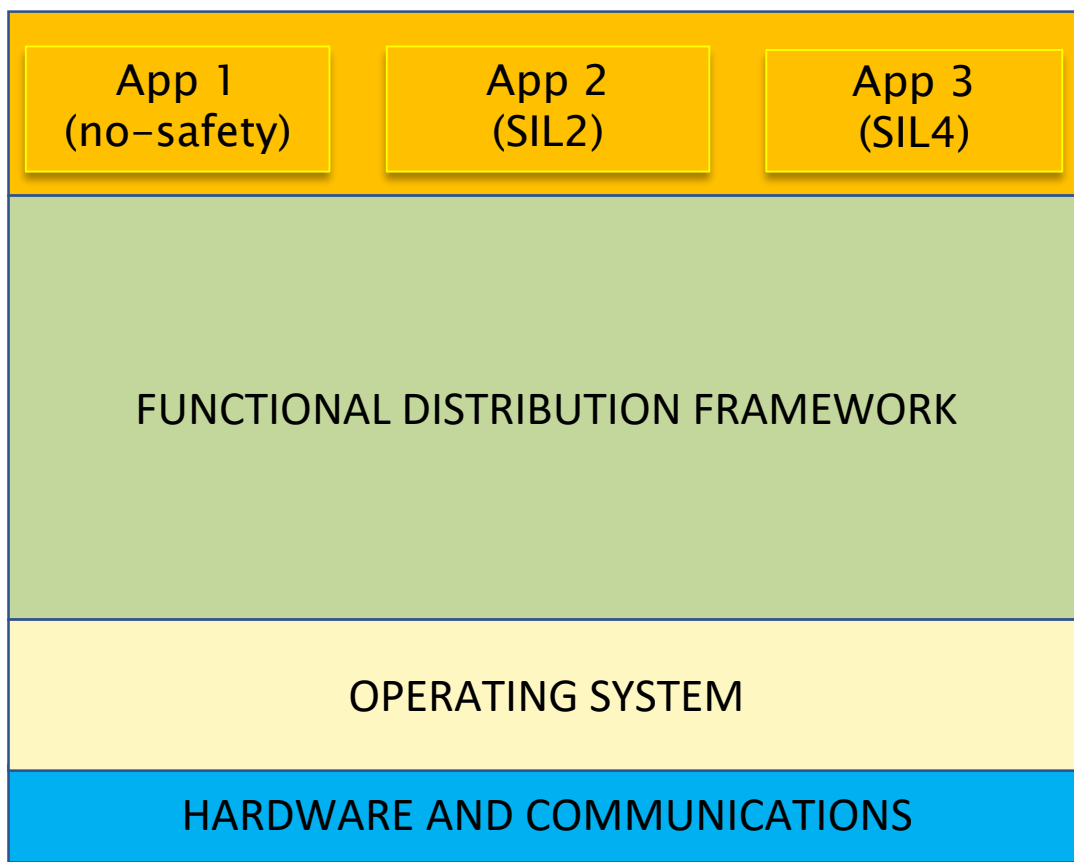 App 1
(no-safety)
App 2
(SIL2)
App 3
(SIL4)
FUNCTIONAL DISTRIBUTION FRAMEWORK
OPERATING SYSTEM
HARDWARE AND COMMUNICATIONS